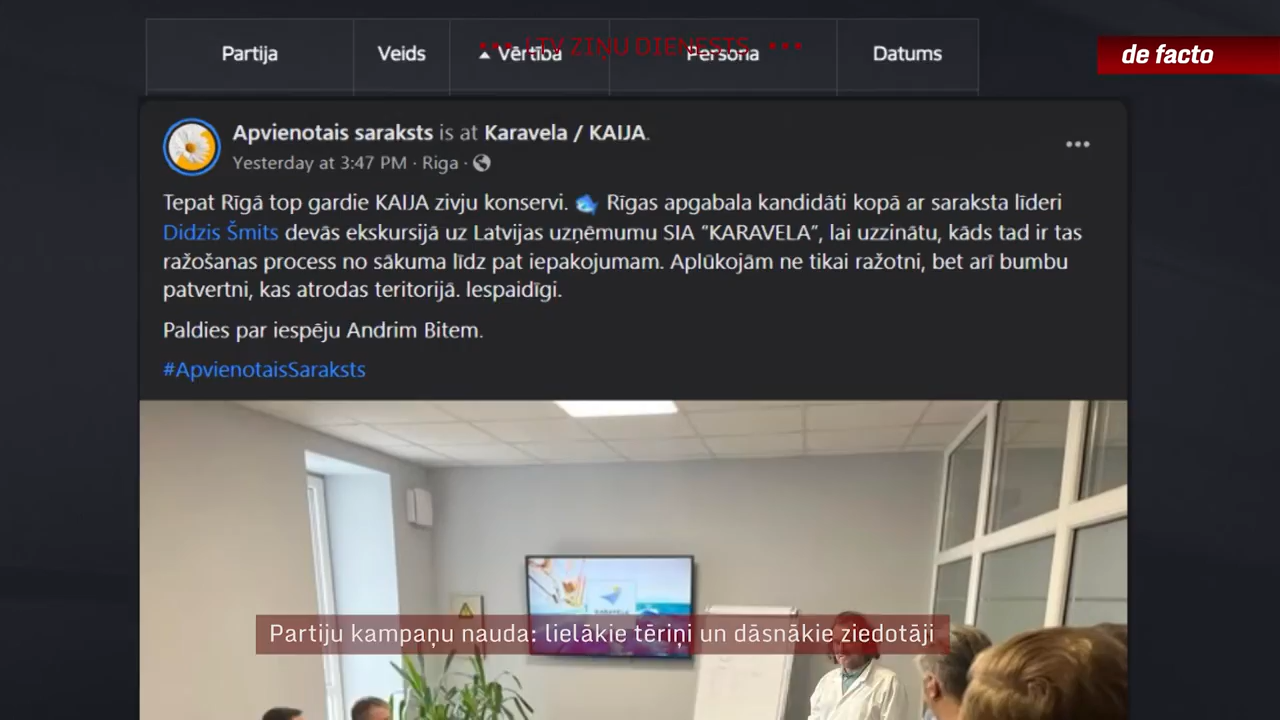 ••• LTV ZIŅU DIENESTS •••
Partija Veids Vērtība Persona Datums
de facto
Apvienotais saraksts is at Karavela / KAIJA.
Yesterday at 3:47 PM · Riga ·
Tepat Rīgā top gardie KAIJA zivju konservi. 🐟 Rīgas apgabala kandidāti kopā ar saraksta līderi
Didzis Šmits devās ekskursijā uz Latvijas uzņēmumu SIA “KARAVELA”, lai uzzinātu, kāds tad ir tas
ražošanas process no sākuma līdz pat iepakojumam. Aplūkojām ne tikai ražotni, bet arī bumbu
patvertni, kas atrodas teritorijā. Iespaidīgi.
Paldies par iespēju Andrim Bitem.
#ApvienotaisSaraksts
KARAVELA
Partiju kampaņu nauda: lielākie tēriņi un dāsnākie ziedotāji